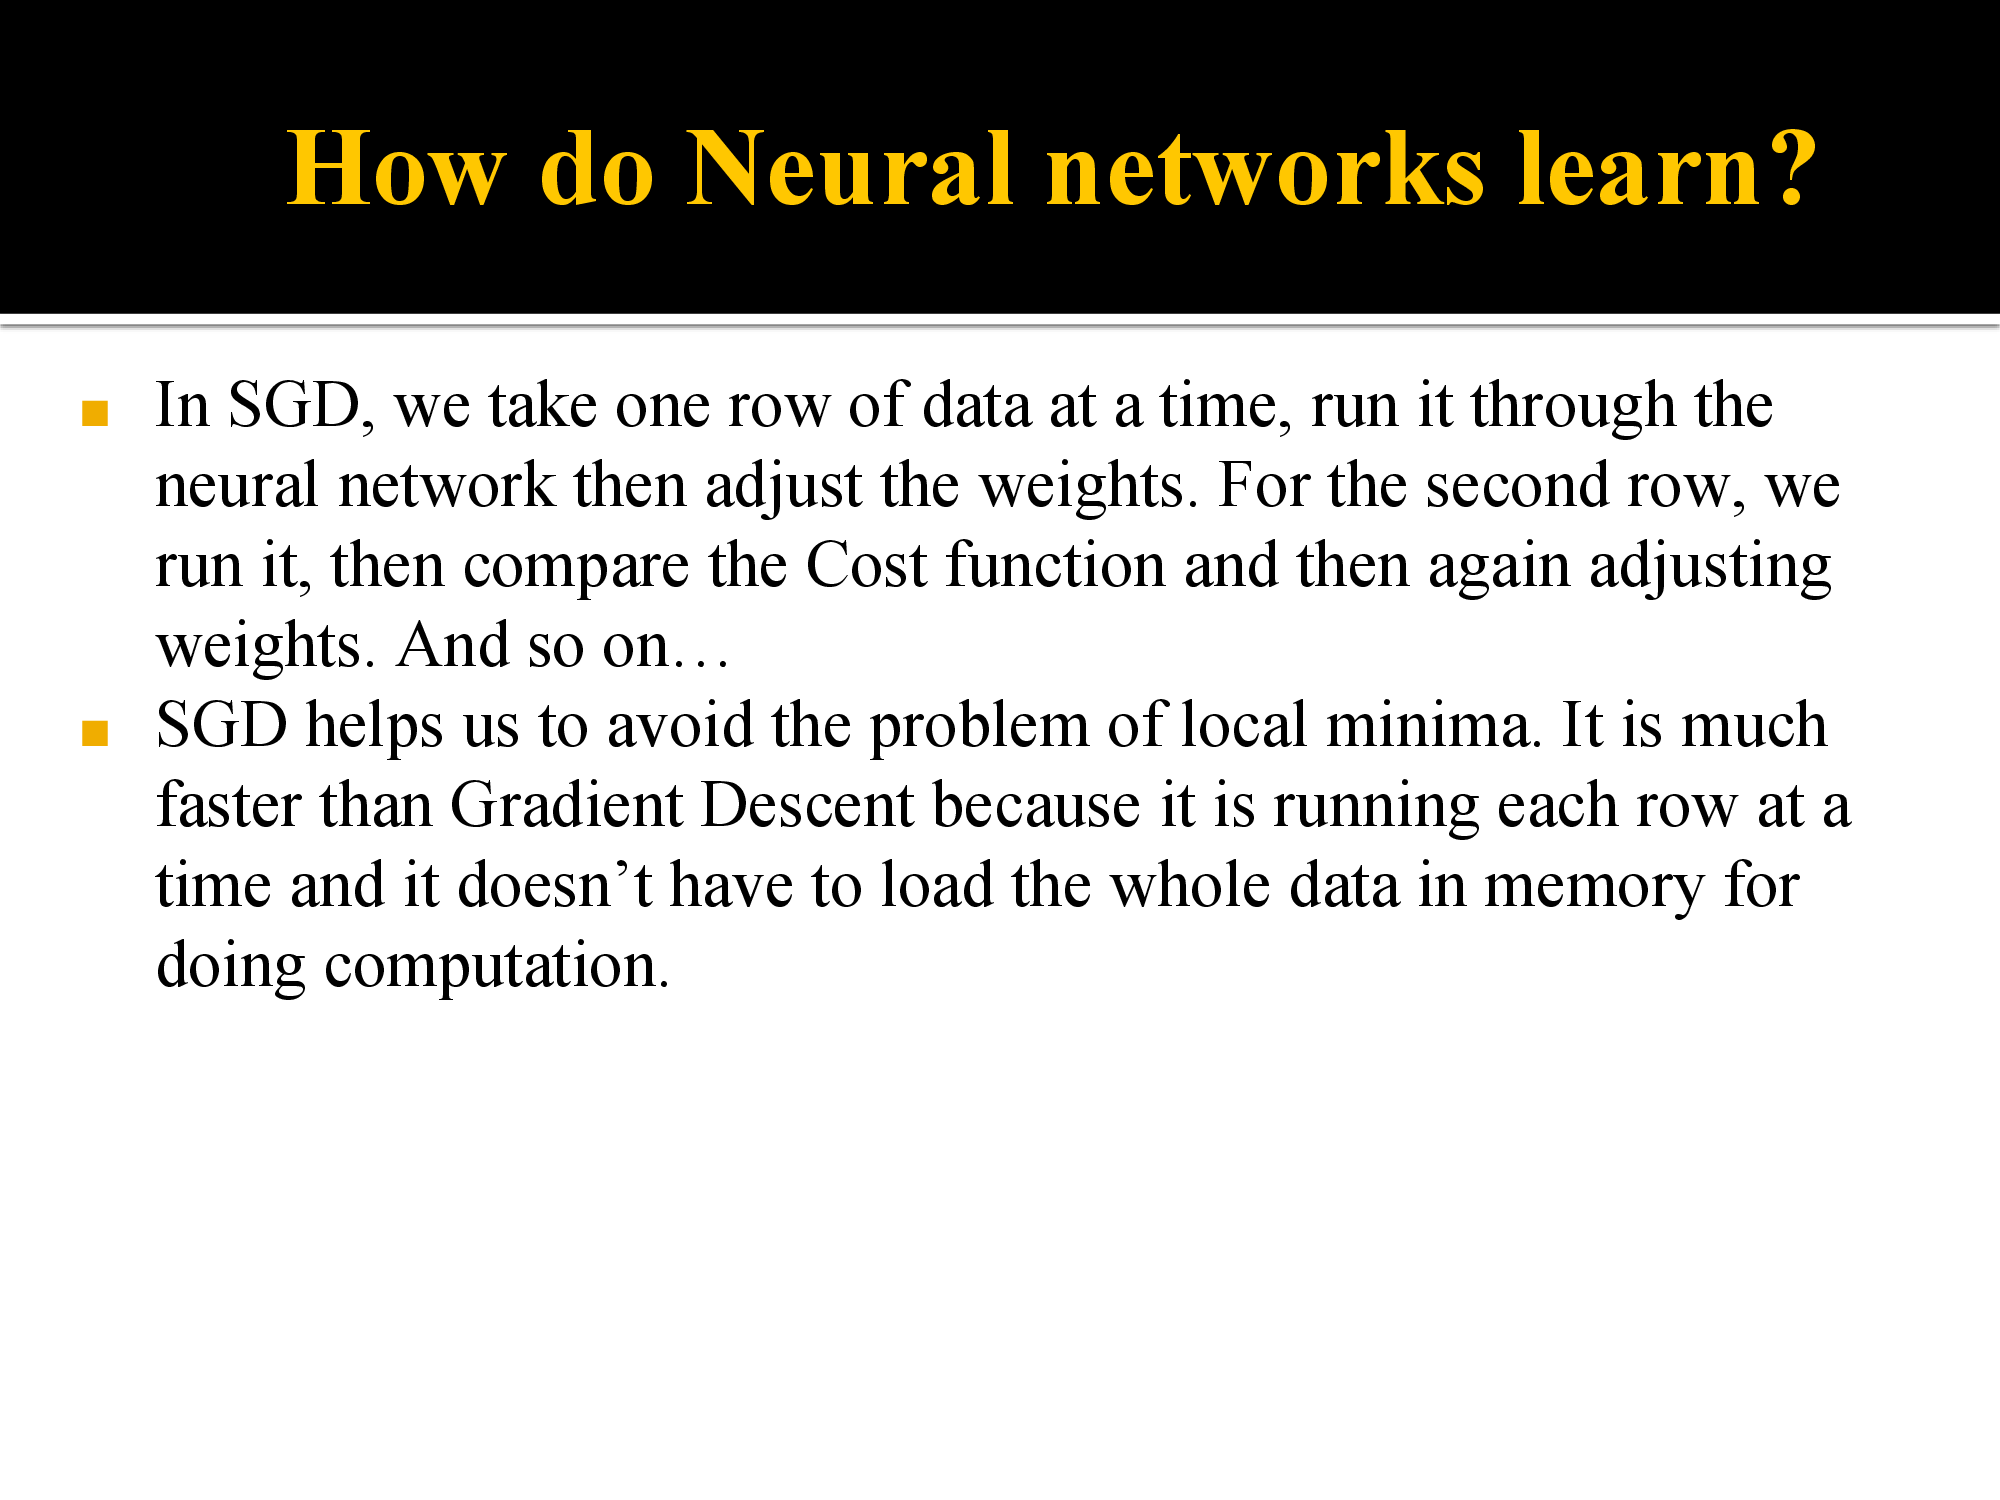 How do Neural networks learn?
In SGD, we take one row of data at a time, run it through the
neural network then adjust the weights. For the second row, we
run it, then compare the Cost function and then again adjusting
weights. And so on…
SGD helps us to avoid the problem of local minima. It is much
faster than Gradient Descent because it is running each row at a
time and it doesn’t have to load the whole data in memory for
doing computation.